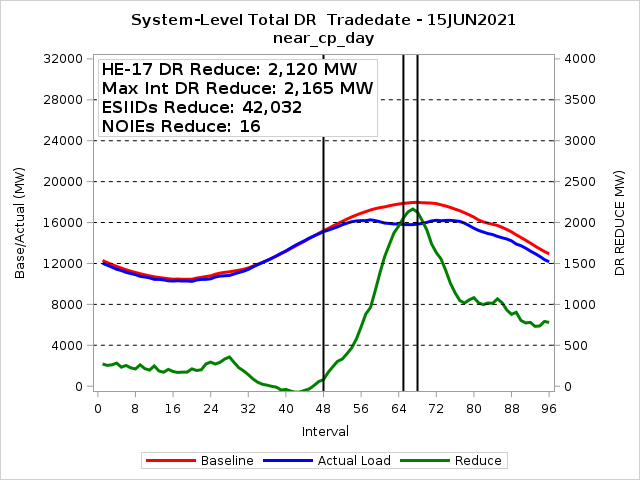 System-Level Total DR  Tradedate - 15JUN2021
near_cp_day
HE-17 DR Reduce: 2,120 MW
Max Int DR Reduce: 2,165 MW
ESIIDs Reduce: 42,032
NOIEs Reduce: 16
Base/Actual (MW)
32000
28000
24000
20000
16000
12000
8000
4000
0
4000
3500
3000
2500
2000
1500
1000
500
0
DR REDUCE (MW)
0 8 16 24 32 40 48 56 64 72 80 88 96
Interval
Baseline Actual Load Reduce